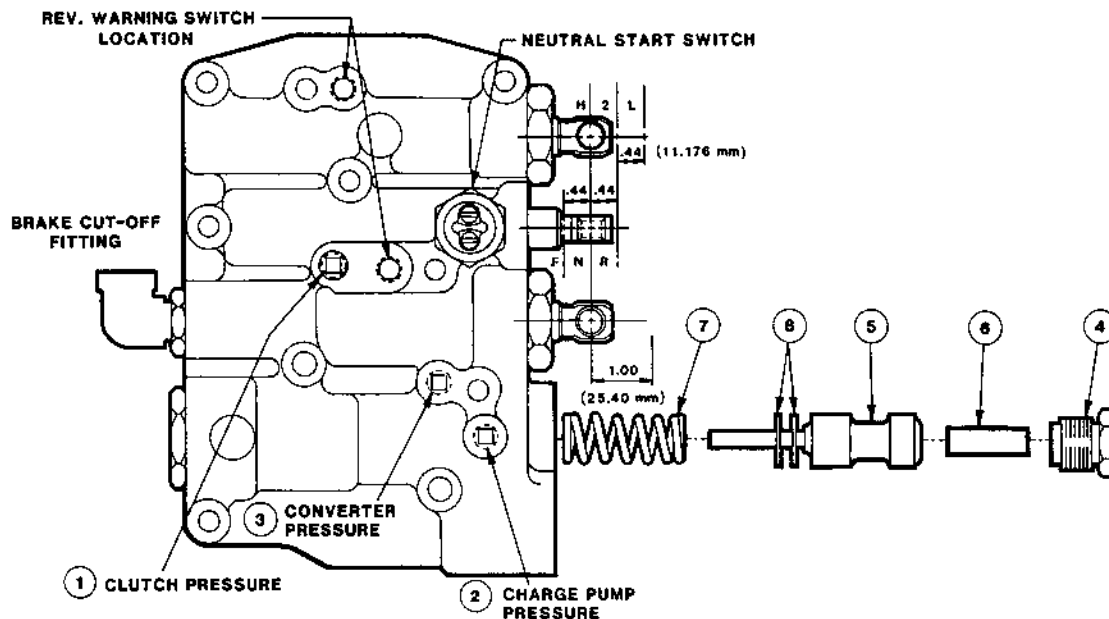 REV. WARNING SWITCH
LOCATION
NEUTRAL START SWITCH
H 2 L
.44 (11.176 mm)
.44 .44
BRAKE CUT-OFF
FITTING
F N R
7
8
5
6
4
1.00
(25.40 mm)
3 CONVERTER
PRESSURE
1 CLUTCH PRESSURE
2 CHARGE PUMP
PRESSURE